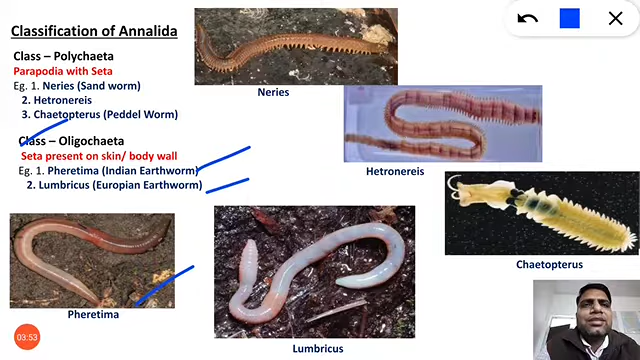 Classification of Annalida
Class – Polychaeta
Parapodia with Seta
Eg. 1. Neries (Sand worm)
2. Hetronereis
3. Chaetopterus (Peddel Worm)
Class – Oligochaeta
Seta present on skin/ body wall
Eg. 1. Pheretima (Indian Earthworm)
2. Lumbricus (Europian Earthworm)
Neries
Hetronereis
Chaetopterus
Pheretima
Lumbricus
03:53